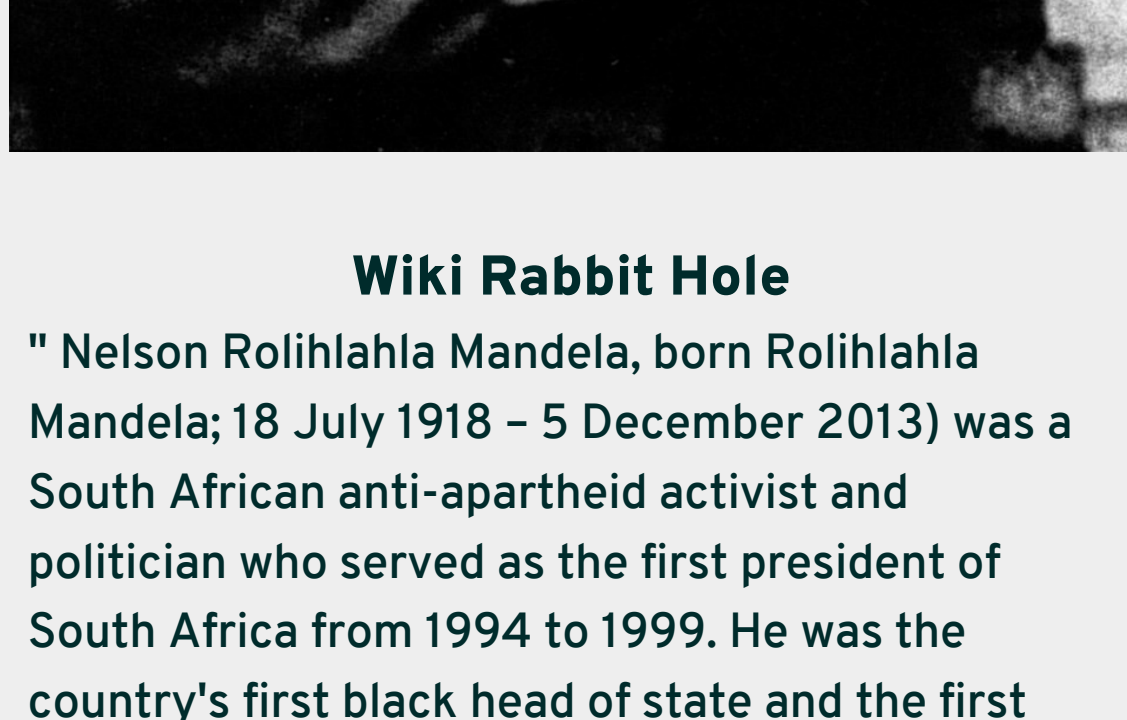 Wiki Rabbit Hole
" Nelson Rolihlahla Mandela, born Rolihlahla
Mandela; 18 July 1918 – 5 December 2013) was a
South African anti-apartheid activist and
politician who served as the first president of
South Africa from 1994 to 1999. He was the
country's first black head of state and the first